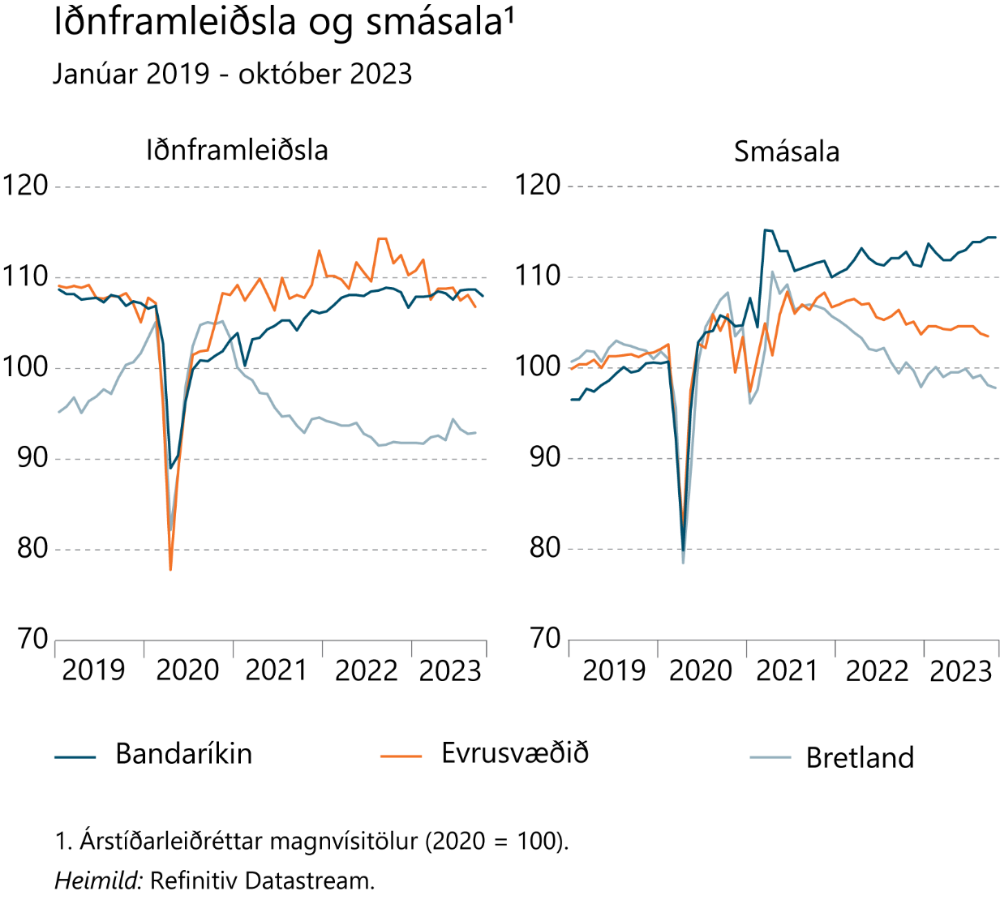 Iðnframleiðsla og smásala¹
Janúar 2019 - október 2023
Iðnframleiðsla
120
110
100
90
80
70
2019 2020 2021 2022 2023
Smásala
120
110
100
90
80
70
2019 2020 2021 2022 2023
Bandaríkin Evrusvæðið Bretland
1. Árstíðarleiðréttar magnvísitölur (2020 = 100).
Heimild: Refinitiv Datastream.